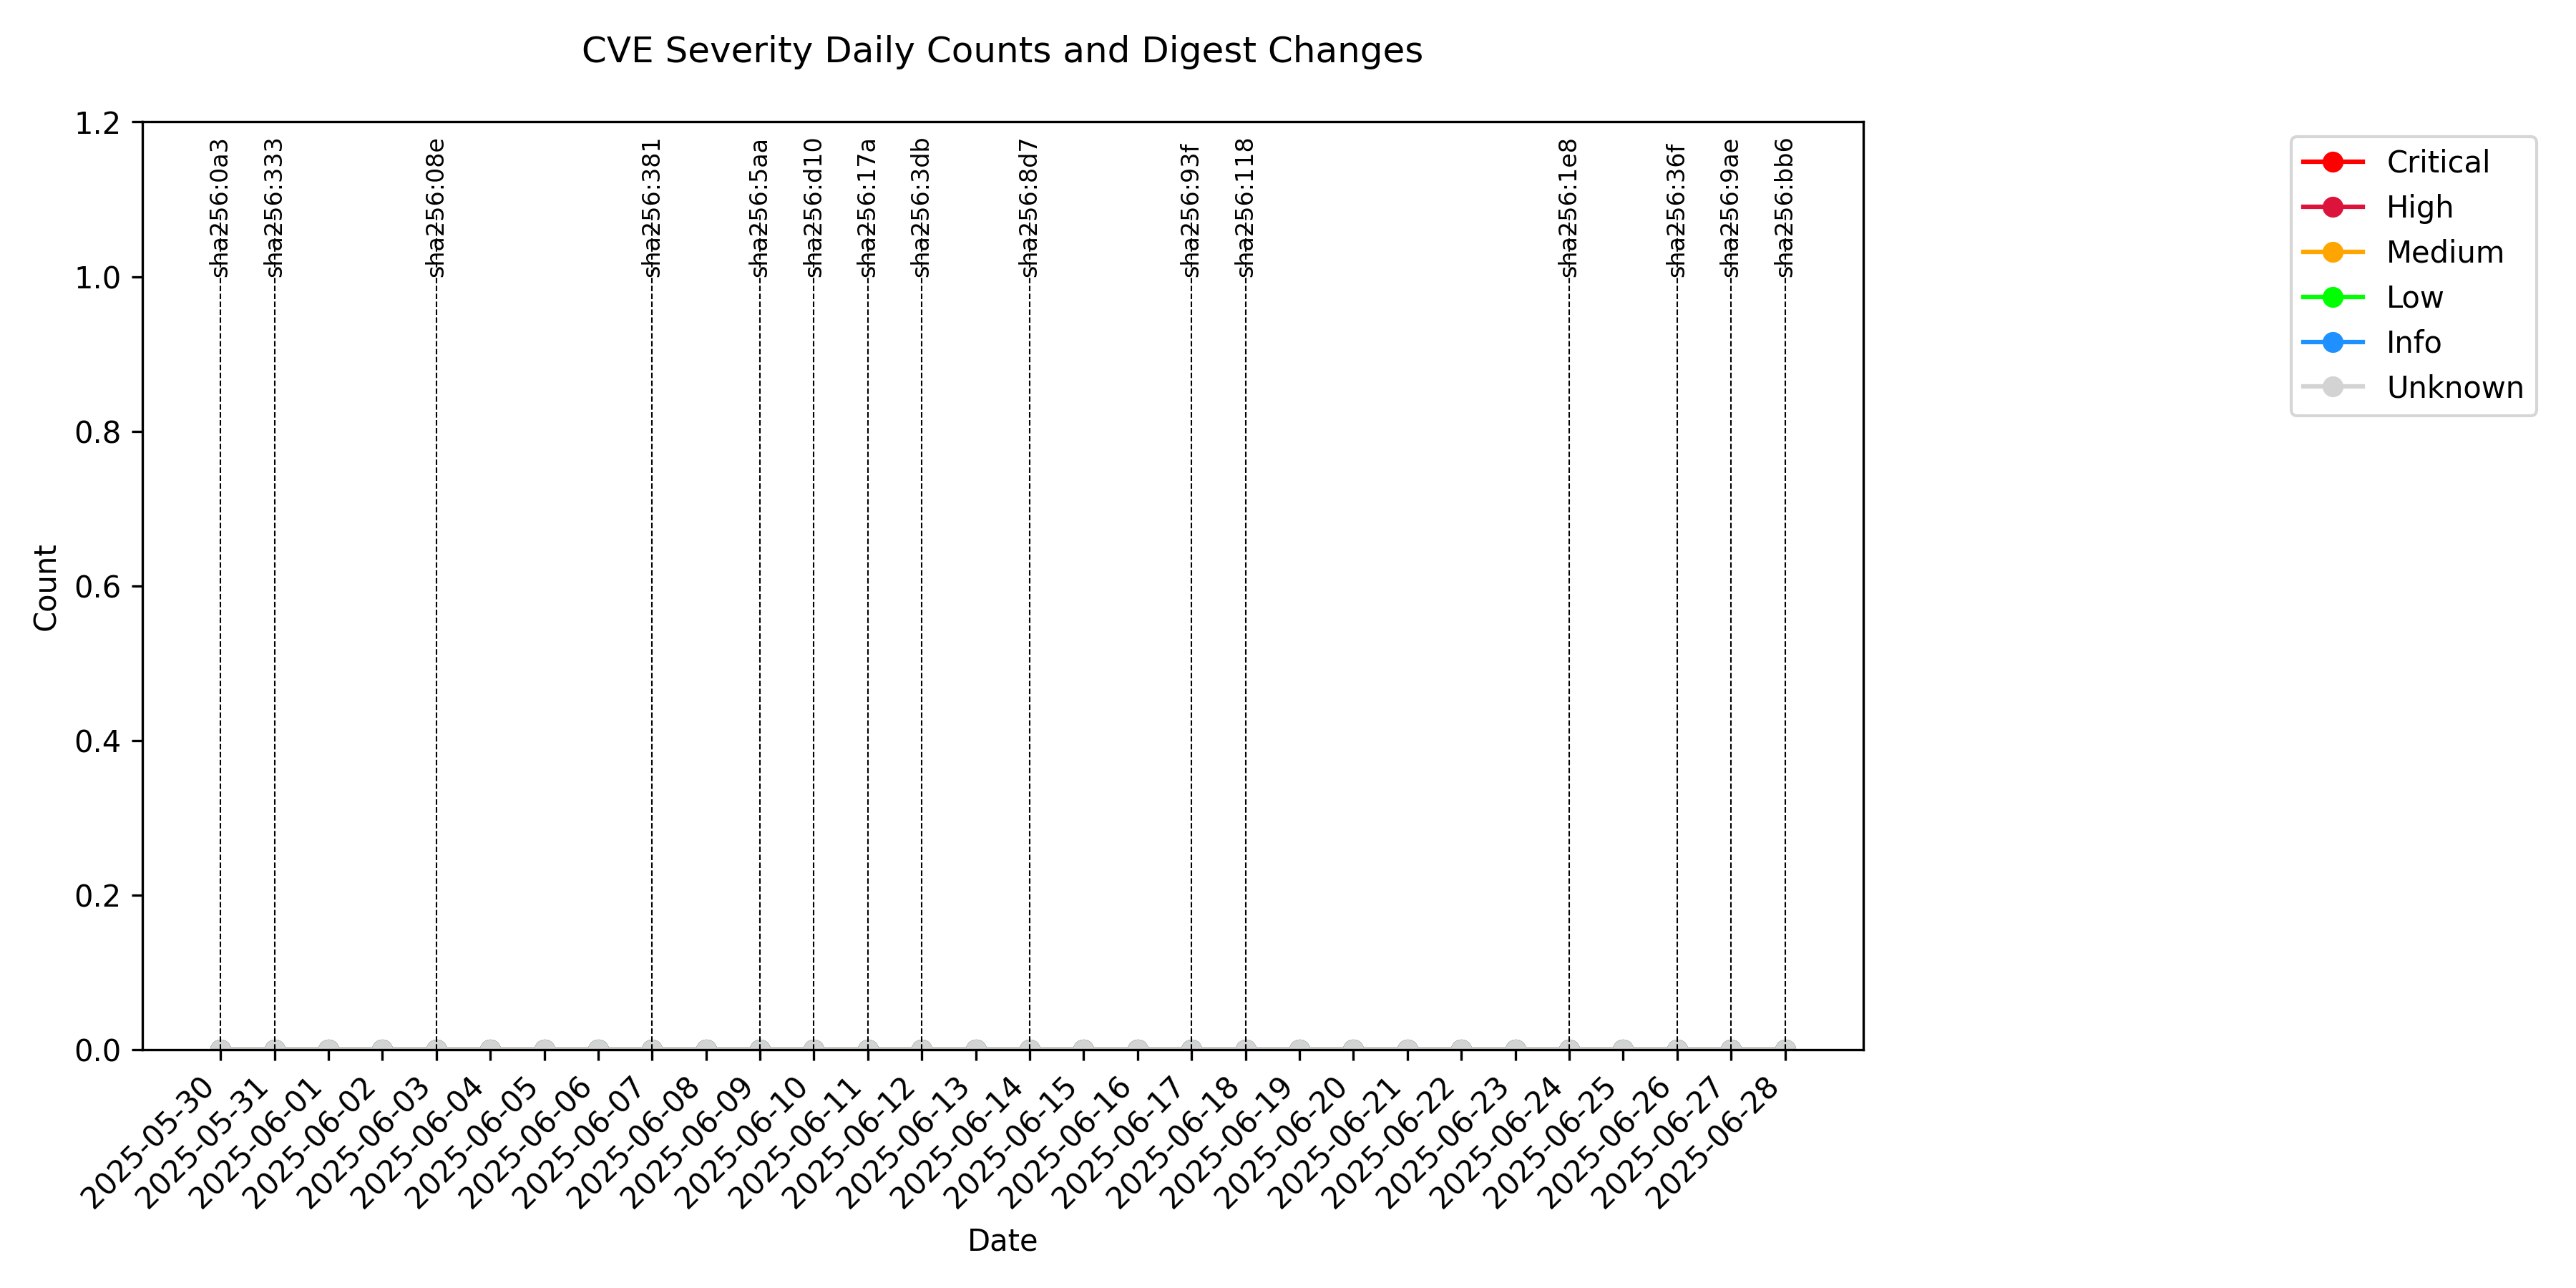 CVE Severity Daily Counts and Digest Changes
1.2
1.0
0.8
0.6
0.4
0.2
0.0
Count
sha256:0a3
sha256:333
sha256:08e
sha256:381
sha256:5aa
sha256:d10
sha256:17a
sha256:3db
sha256:8d7
sha256:93f
sha256:118
sha256:1e8
sha256:36f
sha256:9ae
sha256:bb6
2025-05-30
2025-05-31
2025-06-01
2025-06-02
2025-06-03
2025-06-04
2025-06-05
2025-06-06
2025-06-07
2025-06-08
2025-06-09
2025-06-10
2025-06-11
2025-06-12
2025-06-13
2025-06-14
2025-06-15
2025-06-16
2025-06-17
2025-06-18
2025-06-19
2025-06-20
2025-06-21
2025-06-22
2025-06-23
2025-06-24
2025-06-25
2025-06-26
2025-06-27
2025-06-28
Date
Critical
High
Medium
Low
Info
Unknown